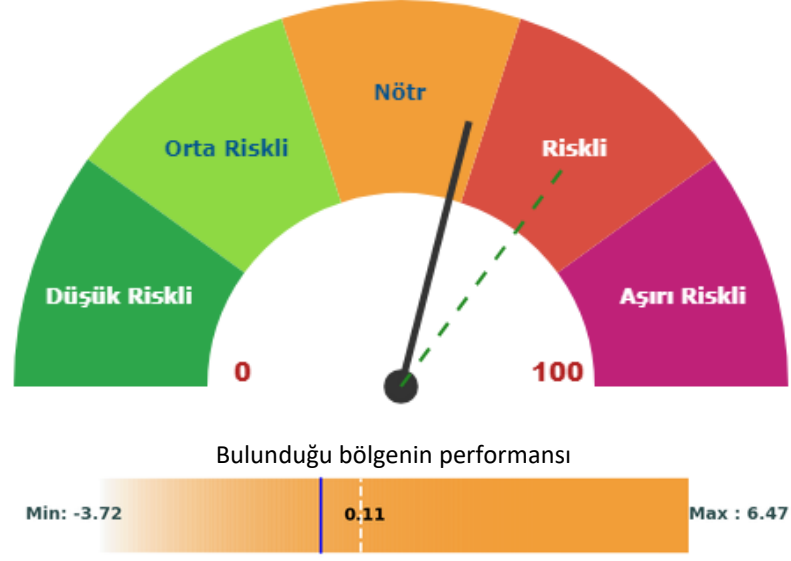 Nötr
Orta Riskli
Riskli
Düşük Riskli
Aşırı Riskli
0
100
Bulunduğu bölgenin performansı
Min: -3.72
0.11
Max : 6.47